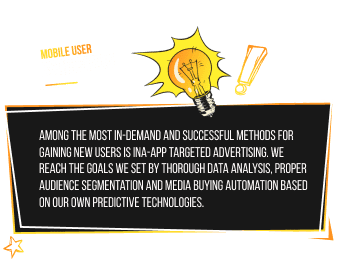 MOBILE USER
AMONG THE MOST IN-DEMAND AND SUCCESSFUL METHODS FOR
GAINING NEW USERS IS INA-APP TARGETED ADVERTISING. WE
REACH THE GOALS WE SET BY THOROUGH DATA ANALYSIS, PROPER
AUDIENCE SEGMENTATION AND MEDIA BUYING AUTOMATION BASED
ON OUR OWN PREDICTIVE TECHNOLOGIES.